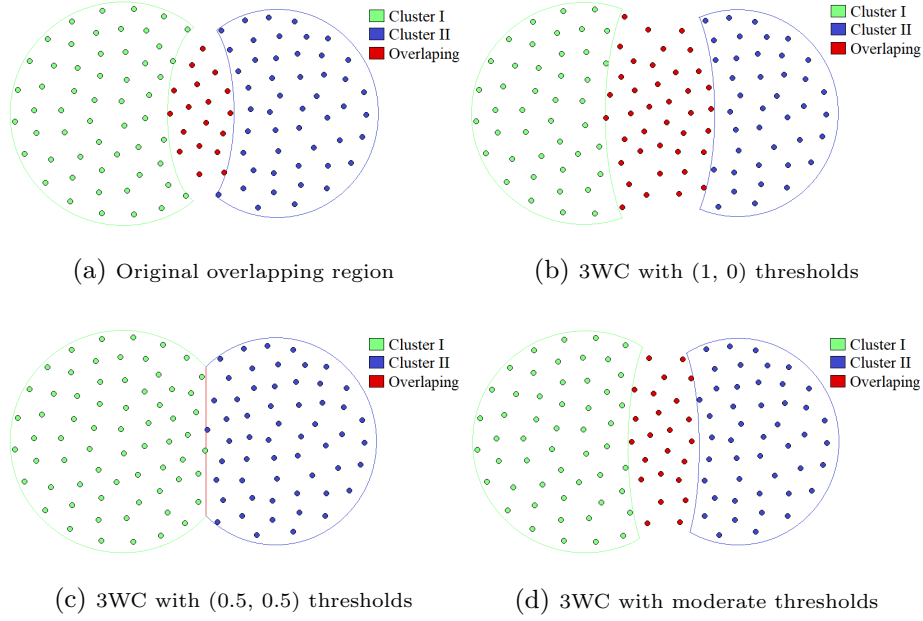 Cluster I
Cluster II
Overlaping
Cluster I
Cluster II
Overlaping
(a) Original overlapping region
(b) 3WC with (1, 0) thresholds
Cluster I
Cluster II
Overlaping
Cluster I
Cluster II
Overlaping
(c) 3WC with (0.5, 0.5) thresholds
(d) 3WC with moderate thresholds